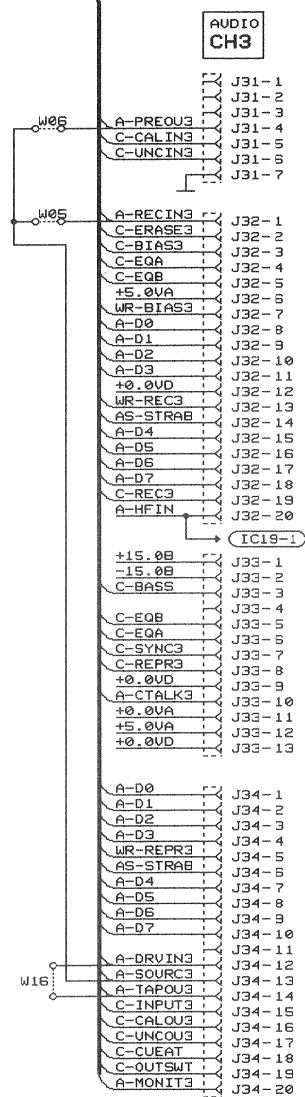 AUDIO
CH3
J31-1
J31-2
J31-3
W06 A-PREOU3 J31-4
C-CALIN3 J31-5
C-UNCIN3 J31-6
J31-7
W05 A-RECIN3 J32-1
C-ERASE3 J32-2
C-BIAS3 J32-3
C-EQA J32-4
C-EQB J32-5
+5.0VA J32-6
WR-BIAS3 J32-7
A-D0 J32-8
A-D1 J32-9
A-D2 J32-10
A-D3 J32-11
+0.0VD J32-12
WR-REC3 J32-13
AS-STRAB J32-14
A-D4 J32-15
A-D5 J32-16
A-D6 J32-17
A-D7 J32-18
C-REC3 J32-19
A-HFIN J32-20
IC19-1
+15.0B J33-1
-15.0B J33-2
C-BASS J33-3
J33-4
C-EQB J33-5
C-EQA J33-6
C-SYNC3 J33-7
C-REPR3 J33-8
+0.0VD J33-9
A-CTALK3 J33-10
+0.0VA J33-11
+5.0VA J33-12
+0.0VD J33-13
A-D0 J34-1
A-D1 J34-2
A-D2 J34-3
A-D3 J34-4
WR-REPR3 J34-5
AS-STRAB J34-6
A-D4 J34-7
A-D5 J34-8
A-D6 J34-9
A-D7 J34-10
J34-11
A-DRVIN3 J34-12
W16 A-SOURC3 J34-13
A-TAPOU3 J34-14
C-INPUT3 J34-15
C-CALOU3 J34-16
C-UNCOU3 J34-17
C-CUEAT J34-18
C-OUTSWT J34-19
A-MONIT3 J34-20